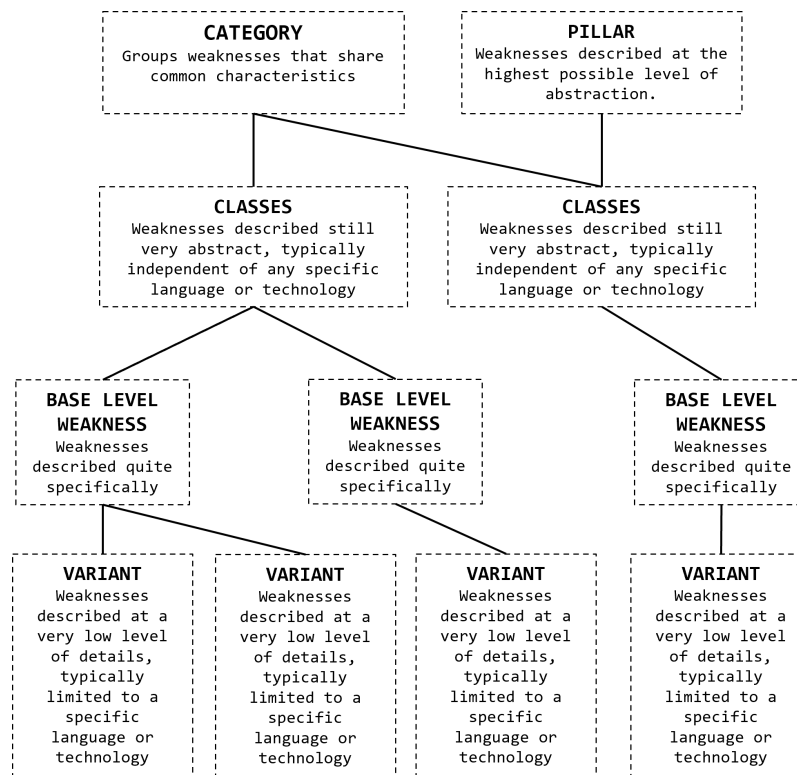 CATEGORY
Groups weaknesses that share
common characteristics
PILLAR
Weaknesses described at the
highest possible level of
abstraction.
CLASSES
Weaknesses described still
very abstract, typically
independent of any specific
language or technology
CLASSES
Weaknesses described still
very abstract, typically
independent of any specific
language or technology
BASE LEVEL
WEAKNESS
Weaknesses
described quite
specifically
BASE LEVEL
WEAKNESS
Weaknesses
described quite
specifically
BASE LEVEL
WEAKNESS
Weaknesses
described quite
specifically
VARIANT
Weaknesses
described at a
very low level
of details,
typically
limited to a
specific
language or
technology
VARIANT
Weaknesses
described at a
very low level
of details,
typically
limited to a
specific
language or
technology
VARIANT
Weaknesses
described at a
very low level
of details,
typically
limited to a
specific
language or
technology
VARIANT
Weaknesses
described at a
very low level
of details,
typically
limited to a
specific
language or
technology